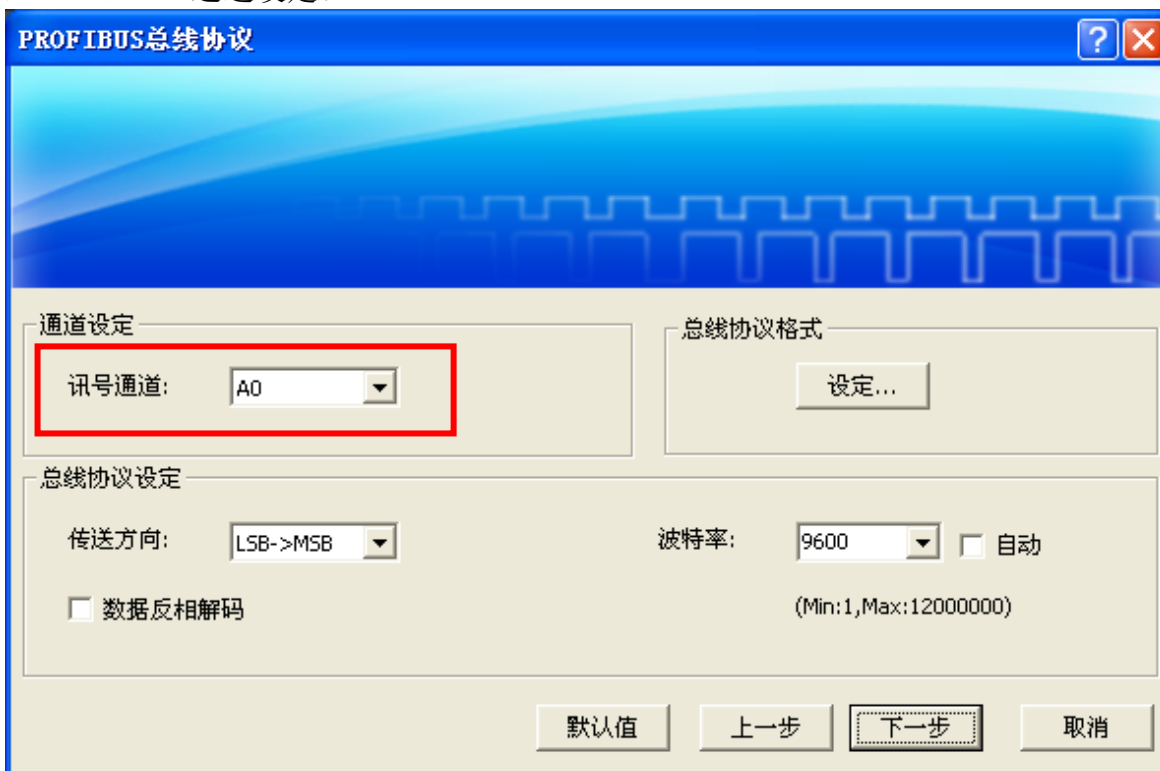 PROFIBUS总线协议
通道设定
总线协议格式
讯号通道: A0
设定...
总线协议设定
传送方向: LSB->MSB
波特率: 9600 自动
数据反相解码
(Min:1,Max:12000000)
默认值 上一步 下一步 取消